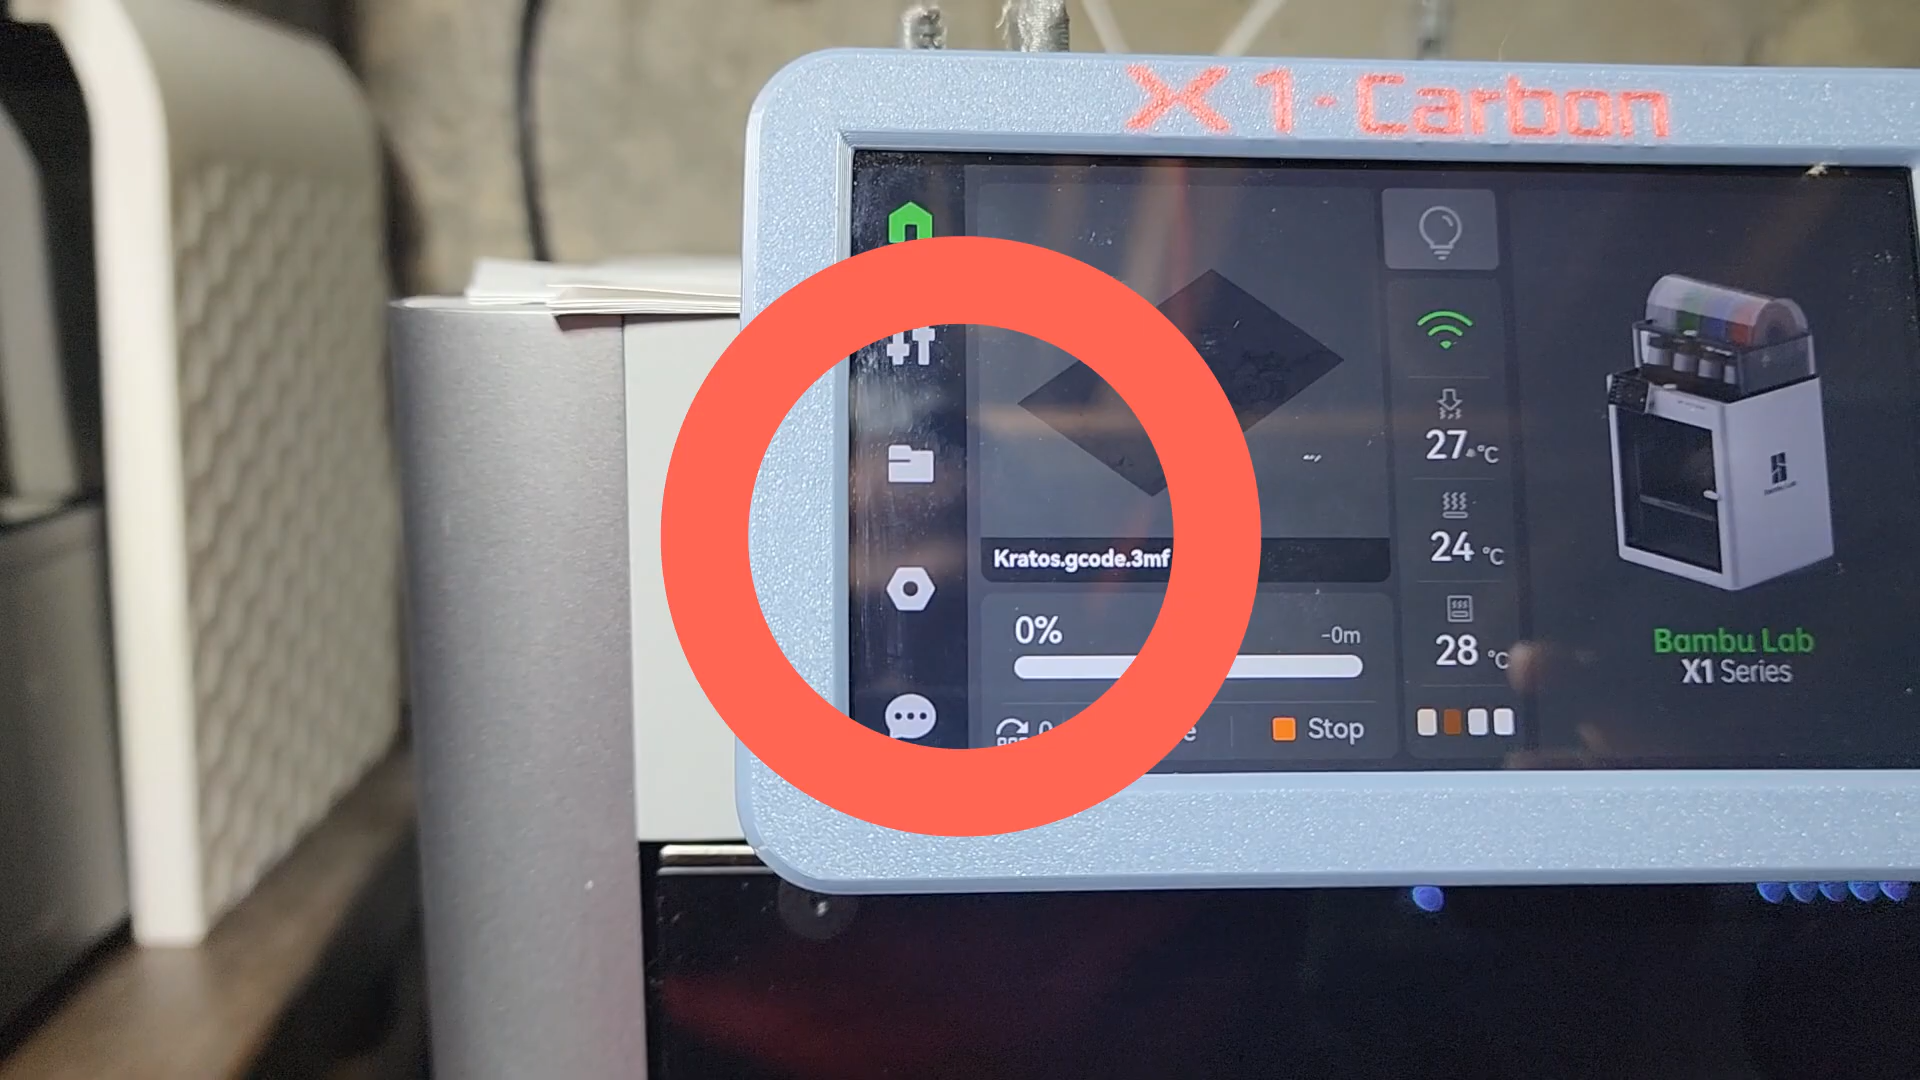 X1-Carbon
27 °C
Kratos.gcode.3mf
24 °C
0%
-0m
28 °C
Stop
Bambu Lab
X1 Series